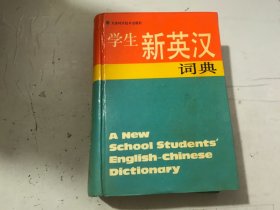 学生
新英汉
词典
A New
School Students'
English-Chinese
Dictionary